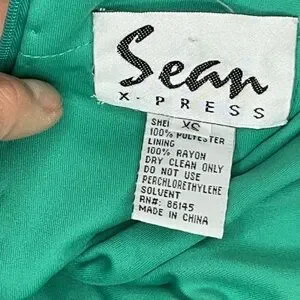 Sean
X-PRESS
XS
SHEL
100% POLYESTER
LINING
100% RAYON
DRY CLEAN ONLY
DO NOT USE
PERCHLORETHYLENE
SOLVENT
RN#: 86145
MADE IN CHINA